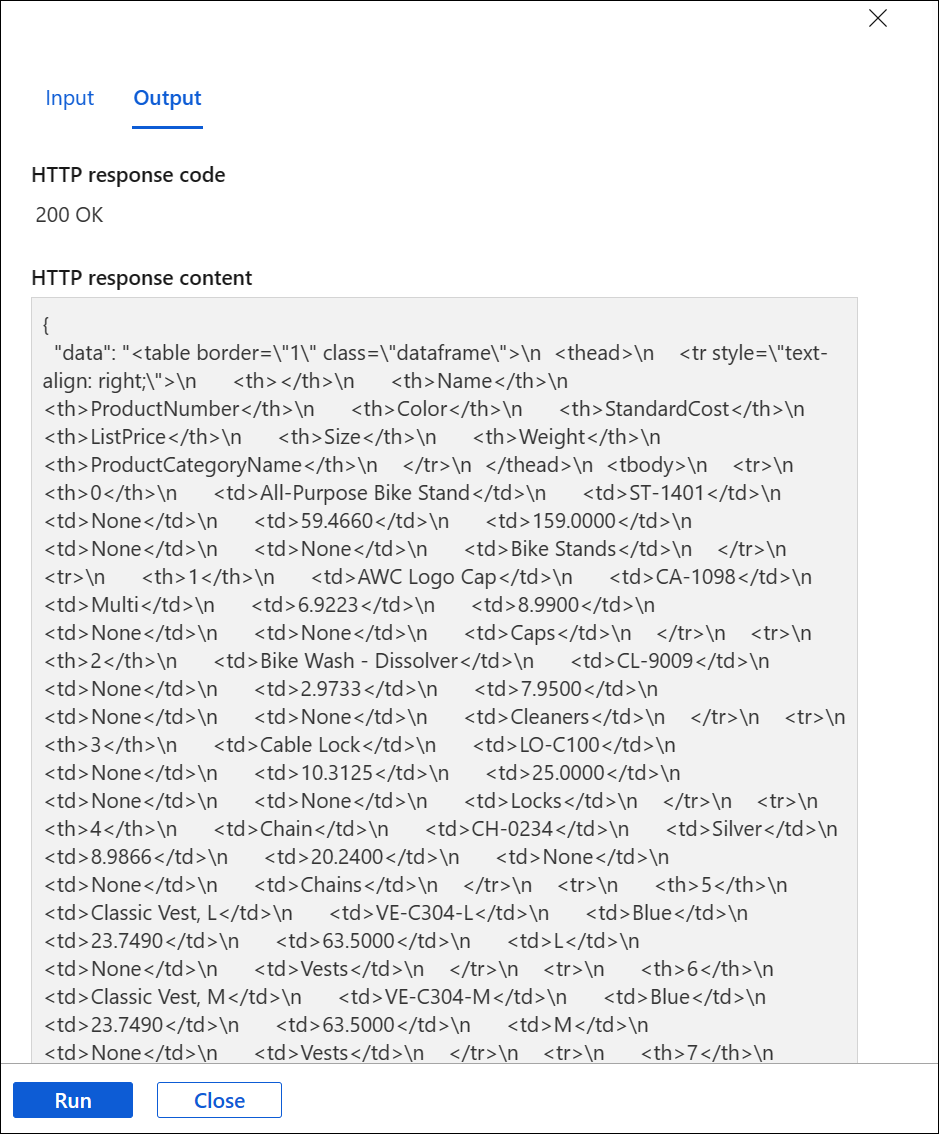 Input Output
HTTP response code
200 OK
HTTP response content
{
"data": "<table border=\"1\" class=\"dataframe\">\n <thead>\n <tr style=\"text-
align: right;\">\n <th></th>\n <th>Name</th>\n
<th>ProductNumber</th>\n <th>Color</th>\n <th>StandardCost</th>\n
<th>ListPrice</th>\n <th>Size</th>\n <th>Weight</th>\n
<th>ProductCategoryName</th>\n </tr>\n </thead>\n <tbody>\n <tr>\n
<th>0</th>\n <td>All-Purpose Bike Stand</td>\n <td>ST-1401</td>\n
<td>None</td>\n <td>59.4660</td>\n <td>159.0000</td>\n
<td>None</td>\n <td>None</td>\n <td>Bike Stands</td>\n </tr>\n
<tr>\n <th>1</th>\n <td>AWC Logo Cap</td>\n <td>CA-1098</td>\n
<td>Multi</td>\n <td>6.9223</td>\n <td>8.9900</td>\n
<td>None</td>\n <td>None</td>\n <td>Caps</td>\n </tr>\n <tr>\n
<th>2</th>\n <td>Bike Wash - Dissolver</td>\n <td>CL-9009</td>\n
<td>None</td>\n <td>2.9733</td>\n <td>7.9500</td>\n
<td>None</td>\n <td>None</td>\n <td>Cleaners</td>\n </tr>\n <tr>\n
<th>3</th>\n <td>Cable Lock</td>\n <td>LO-C100</td>\n
<td>None</td>\n <td>10.3125</td>\n <td>25.0000</td>\n
<td>None</td>\n <td>None</td>\n <td>Locks</td>\n </tr>\n <tr>\n
<th>4</th>\n <td>Chain</td>\n <td>CH-0234</td>\n <td>Silver</td>\n
<td>8.9866</td>\n <td>20.2400</td>\n <td>None</td>\n
<td>None</td>\n <td>Chains</td>\n </tr>\n <tr>\n <th>5</th>\n
<td>Classic Vest, L</td>\n <td>VE-C304-L</td>\n <td>Blue</td>\n
<td>23.7490</td>\n <td>63.5000</td>\n <td>L</td>\n
<td>None</td>\n <td>Vests</td>\n </tr>\n <tr>\n <th>6</th>\n
<td>Classic Vest, M</td>\n <td>VE-C304-M</td>\n <td>Blue</td>\n
<td>23.7490</td>\n <td>63.5000</td>\n <td>M</td>\n
<td>None</td>\n <td>Vests</td>\n </tr>\n <tr>\n <th>7</th>\n
Run Close